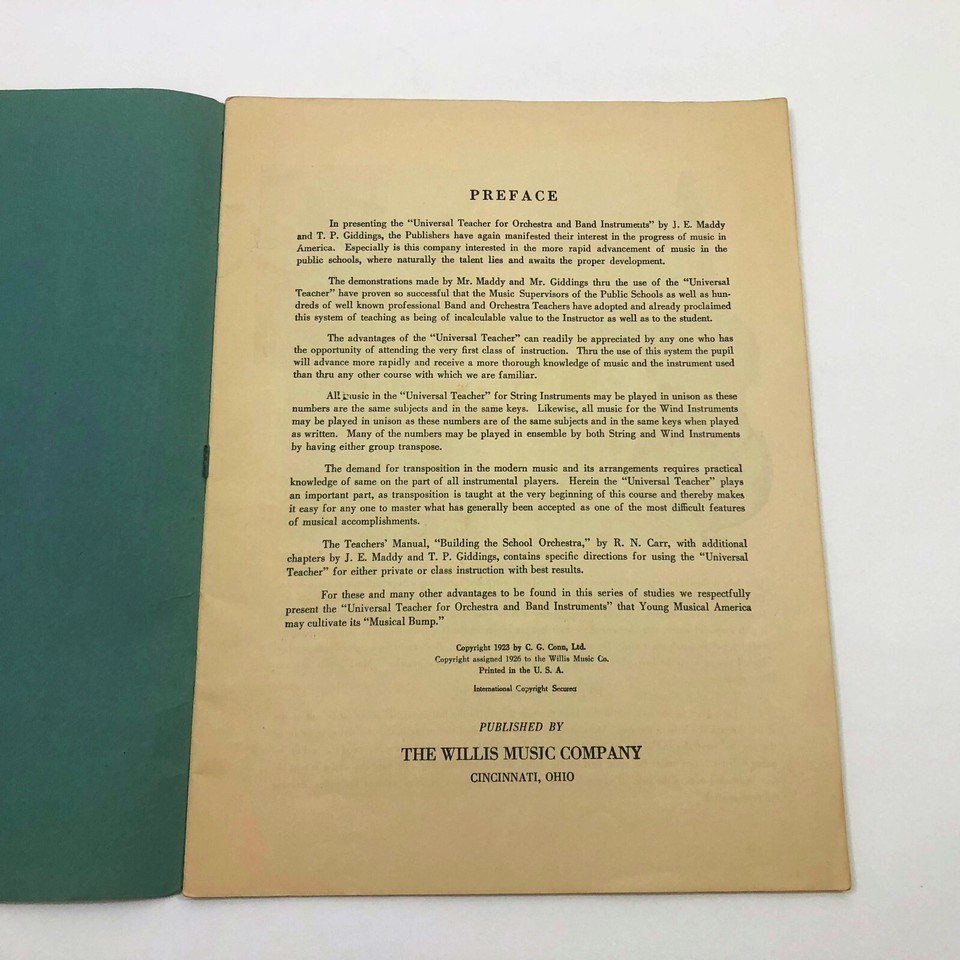 PREFACE
In presenting the "Universal Teacher for Orchestra and Band Instruments" by J. E. Maddy
and T. P. Giddings, the Publishers have again manifested their interest in the progress of music in
America. Especially is this company interested in the more rapid advancement of music in the
public schools, where naturally the talent lies and awaits the proper development.
The demonstrations made by Mr. Maddy and Mr. Giddings thru the use of the "Universal
Teacher" have proven so successful that the Music Supervisors of the Public Schools as well as hun-
dreds of well known professional Band and Orchestra Teachers have adopted and already proclaimed
this system of teaching as being of incalculable value to the Instructor as well as to the student.
The advantages of the "Universal Teacher" can readily be appreciated by any one who has
the opportunity of attending the very first class of instruction. Thru the use of this system the pupil
will advance more rapidly and receive a more thorough knowledge of music and the instrument used
than thru any other course with which we are familiar.
All music in the "Universal Teacher" for String Instruments may be played in unison as these
numbers are the same subjects and in the same keys. Likewise, all music for the Wind Instruments
may be played in unison as these numbers are of the same subjects and in the same keys when played
as written. Many of the numbers may be played in ensemble by both String and Wind Instruments
by having either group transpose.
The demand for transposition in the modern music and its arrangements requires practical
knowledge of same on the part of all instrumental players. Herein the "Universal Teacher" plays
an important part, as transposition is taught at the very beginning of this course and thereby makes
it easy for any one to master what has generally been accepted as one of the most difficult features
of musical accomplishments.
The Teachers' Manual, "Building the School Orchestra," by R. N. Carr, with additional
chapters by J. E. Maddy and T. P. Giddings, contains specific directions for using the "Universal
Teacher" for either private or class instruction with best results.
For these and many other advantages to be found in this series of studies we respectfully
present the "Universal Teacher for Orchestra and Band Instruments" that Young Musical America
may cultivate its "Musical Bump."
Copyright 1923 by C. G. Conn, Ltd.
Copyright assigned 1926 to the Willis Music Co.
Printed in the U. S. A.
International Copyright Secured
PUBLISHED BY
THE WILLIS MUSIC COMPANY
CINCINNATI, OHIO